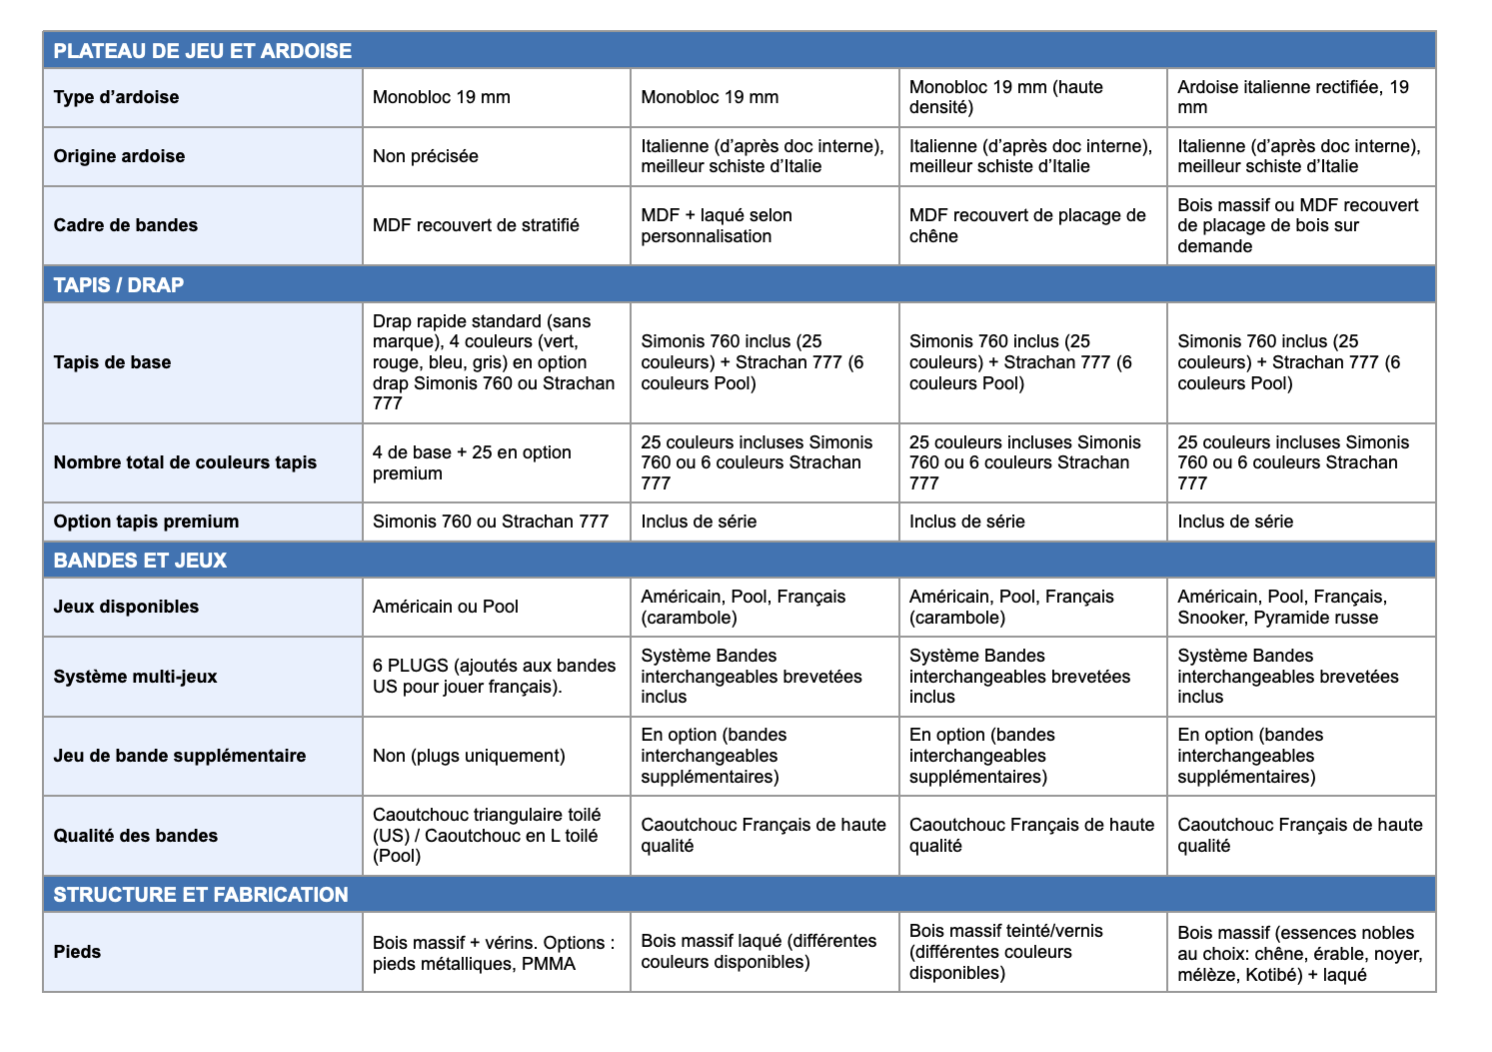 PLATEAU DE JEU ET ARDOISE
Type d’ardoise
Monobloc 19 mm
Monobloc 19 mm
Monobloc 19 mm (haute
densité)
Ardoise italienne rectifiée, 19
mm
Origine ardoise
Non précisée
Italienne (d’après doc interne),
meilleur schiste d’Italie
Italienne (d’après doc interne),
meilleur schiste d’Italie
Italienne (d’après doc interne),
meilleur schiste d’Italie
Cadre de bandes
MDF recouvert de stratifié
MDF + laqué selon
personnalisation
MDF recouvert de placage de
chêne
Bois massif ou MDF recouvert
de placage de bois sur
demande
TAPIS / DRAP
Tapis de base
Drap rapide standard (sans
marque), 4 couleurs (vert,
rouge, bleu, gris) en option
drap Simonis 760 ou Strachan
777
Simonis 760 inclus (25
couleurs) + Strachan 777 (6
couleurs Pool)
Simonis 760 inclus (25
couleurs) + Strachan 777 (6
couleurs Pool)
Simonis 760 inclus (25
couleurs) + Strachan 777 (6
couleurs Pool)
Nombre total de couleurs tapis
4 de base + 25 en option
premium
25 couleurs incluses Simonis
760 ou 6 couleurs Strachan
777
25 couleurs incluses Simonis
760 ou 6 couleurs Strachan
777
25 couleurs incluses Simonis
760 ou 6 couleurs Strachan
777
Option tapis premium
Simonis 760 ou Strachan 777
Inclus de série
Inclus de série
Inclus de série
BANDES ET JEUX
Jeux disponibles
Américain ou Pool
Américain, Pool, Français
(carambole)
Américain, Pool, Français
(carambole)
Américain, Pool, Français,
Snooker, Pyramide russe
Système multi-jeux
6 PLUGS (ajoutés aux bandes
US pour jouer français).
Système Bandes
interchangeables brevetées
inclus
Système Bandes
interchangeables brevetées
inclus
Système Bandes
interchangeables brevetées
inclus
Jeu de bande supplémentaire
Non (plugs uniquement)
En option (bandes
interchangeables
supplémentaires)
En option (bandes
interchangeables
supplémentaires)
En option (bandes
interchangeables
supplémentaires)
Qualité des bandes
Caoutchouc triangulaire toilé
(US) / Caoutchouc en L toilé
(Pool)
Caoutchouc Français de haute
qualité
Caoutchouc Français de haute
qualité
Caoutchouc Français de haute
qualité
STRUCTURE ET FABRICATION
Pieds
Bois massif + vérins. Options :
pieds métalliques, PMMA
Bois massif laqué (différentes
couleurs disponibles)
Bois massif teinté/vernis
(différentes couleurs
disponibles)
Bois massif (essences nobles
au choix: chêne, érable, noyer,
mélèze, Kotibé) + laqué